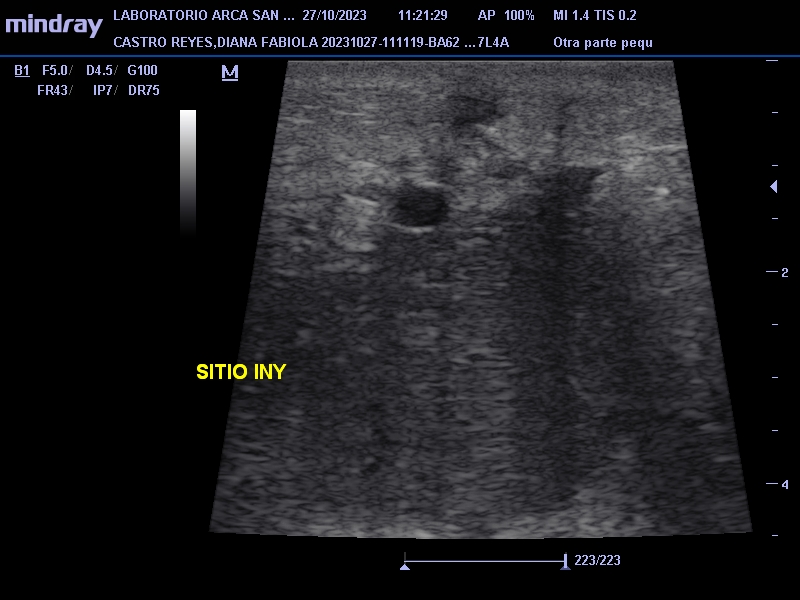 mindray
LABORATORIO ARCA SAN ... 27/10/2023 11:21:29 AP 100% MI 1.4 TIS 0.2
CASTRO REYES,DIANA FABIOLA 20231027-111119-BA62 ...7L4A Otra parte pequ
B1 F5.0/ D4.5/ G100
FR43/ IP7/ DR75
M
2
SITIO INY
4
223/223